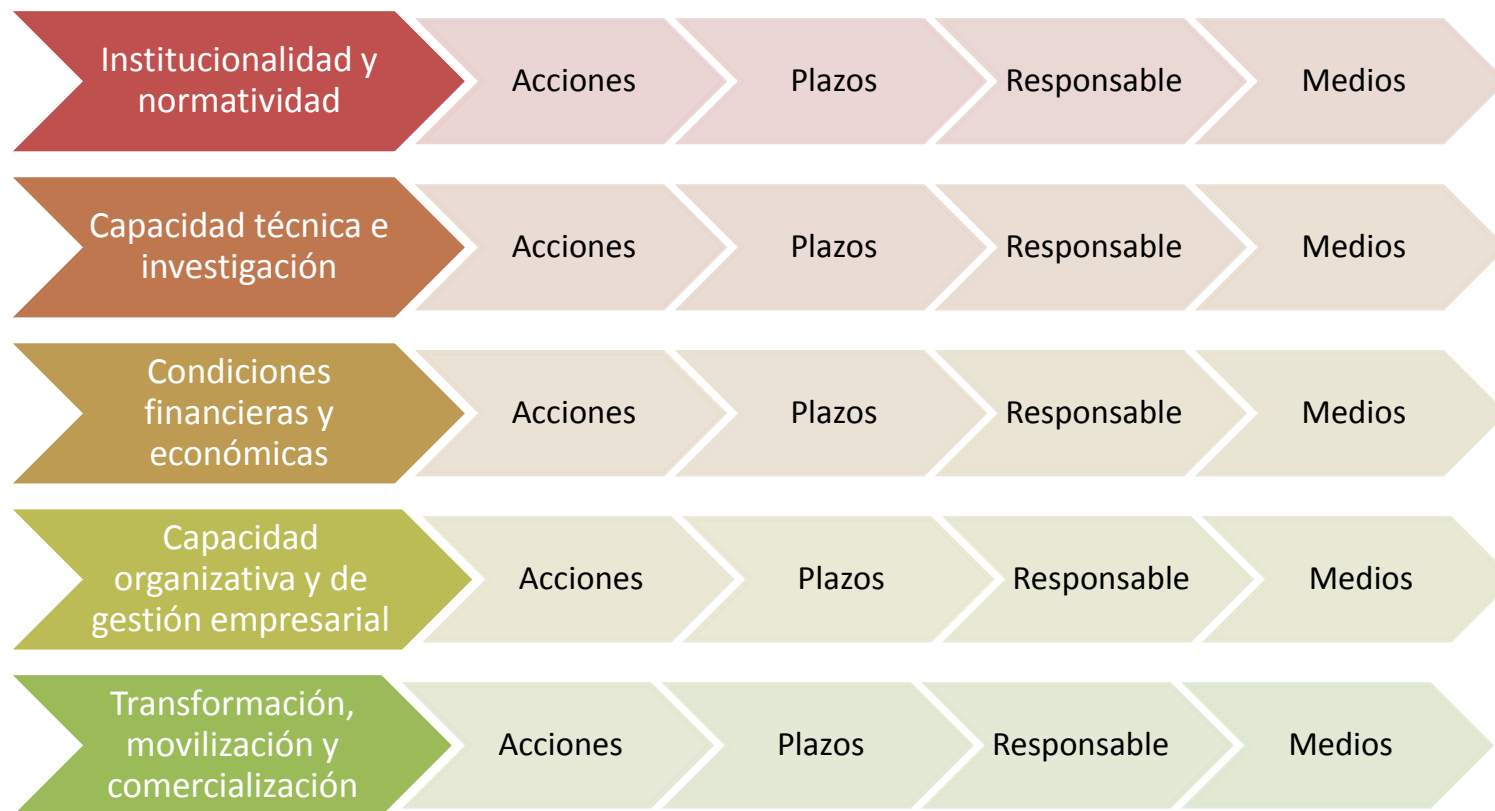 Institucionalidad y
normatividad
Acciones
Plazos
Responsable
Medios
Capacidad técnica e
investigación
Acciones
Plazos
Responsable
Medios
Condiciones
financieras y
económicas
Acciones
Plazos
Responsable
Medios
Capacidad
organizativa y de
gestión empresarial
Acciones
Plazos
Responsable
Medios
Transformación,
movilización y
comercialización
Acciones
Plazos
Responsable
Medios